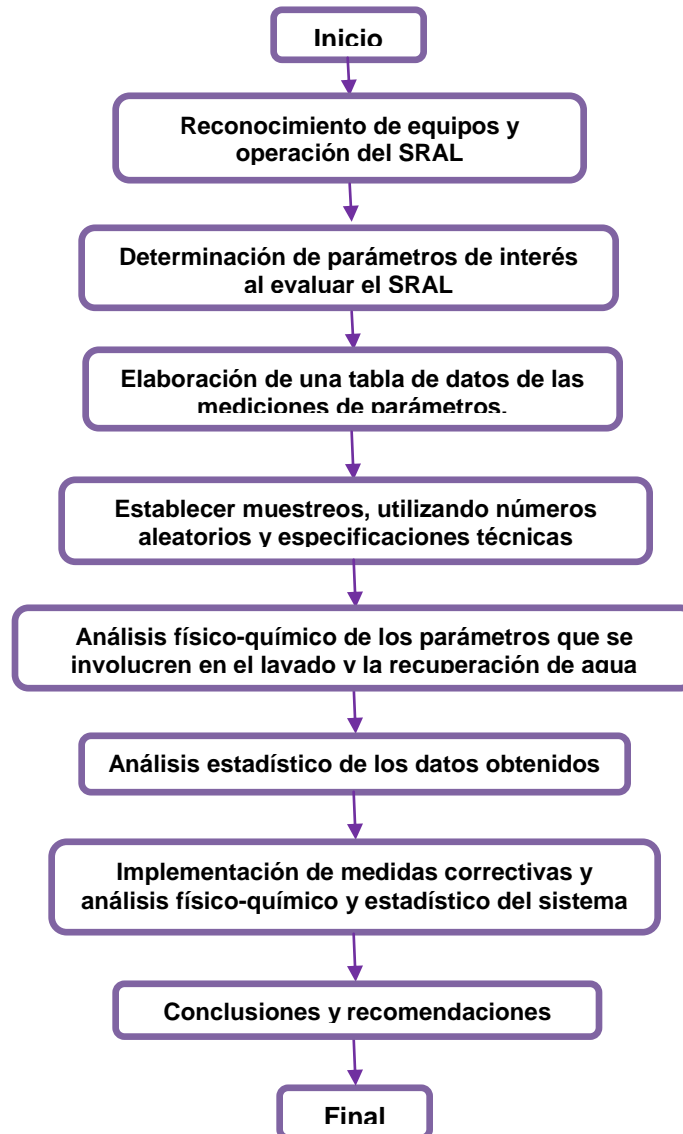 Inicio
Reconocimiento de equipos y
operación del SRAL
Determinación de parámetros de interés
al evaluar el SRAL
Elaboración de una tabla de datos de las
mediciones de parámetros.
Establecer muestreos, utilizando números
aleatorios y especificaciones técnicas
Análisis físico-químico de los parámetros que se
involucren en el lavado y la recuperación de agua
Análisis estadístico de los datos obtenidos
Implementación de medidas correctivas y
análisis físico-químico y estadístico del sistema
Conclusiones y recomendaciones
Final